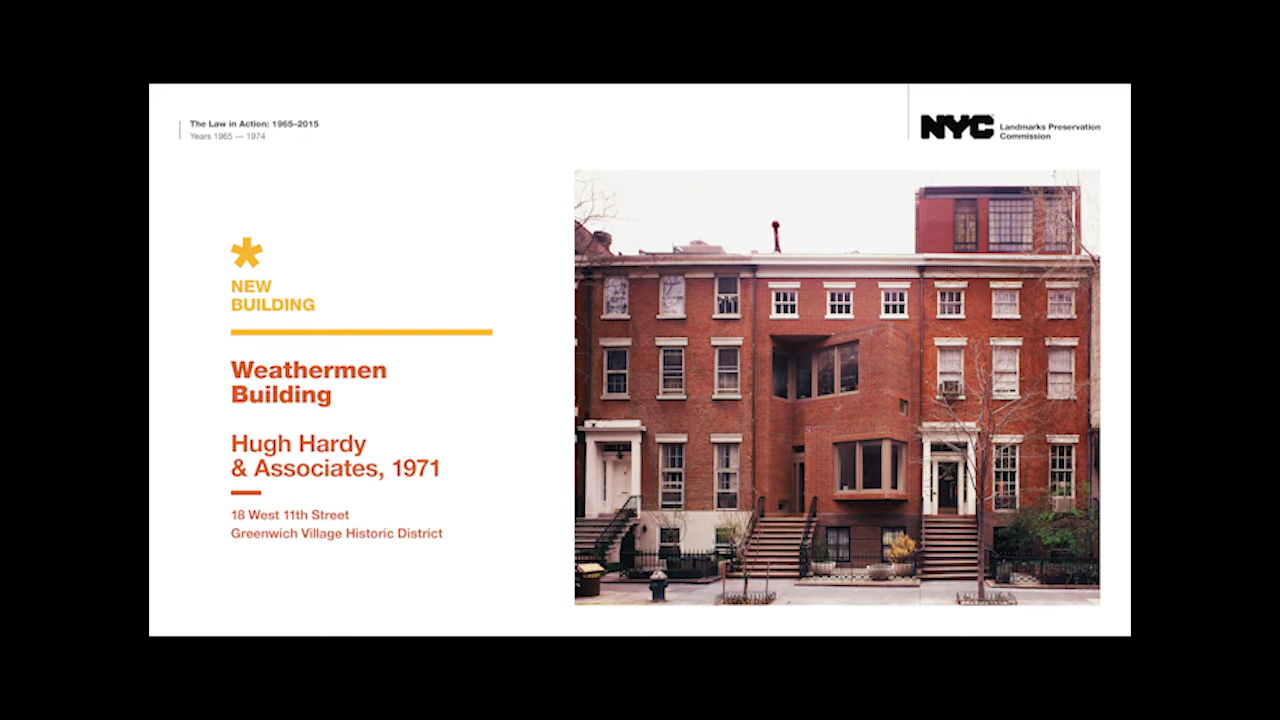 The Law in Action: 1965–2015
Years 1965 — 1974
NYC Landmarks Preservation
Commission
NEW
BUILDING
Weathermen
Building
Hugh Hardy
& Associates, 1971
18 West 11th Street
Greenwich Village Historic District